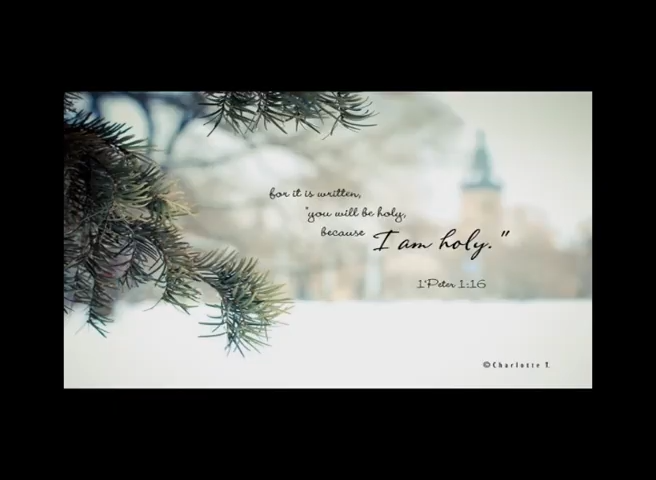 for it is written,
"you will be holy,
because I am holy."
1 Peter 1:16
©Charlotte T.